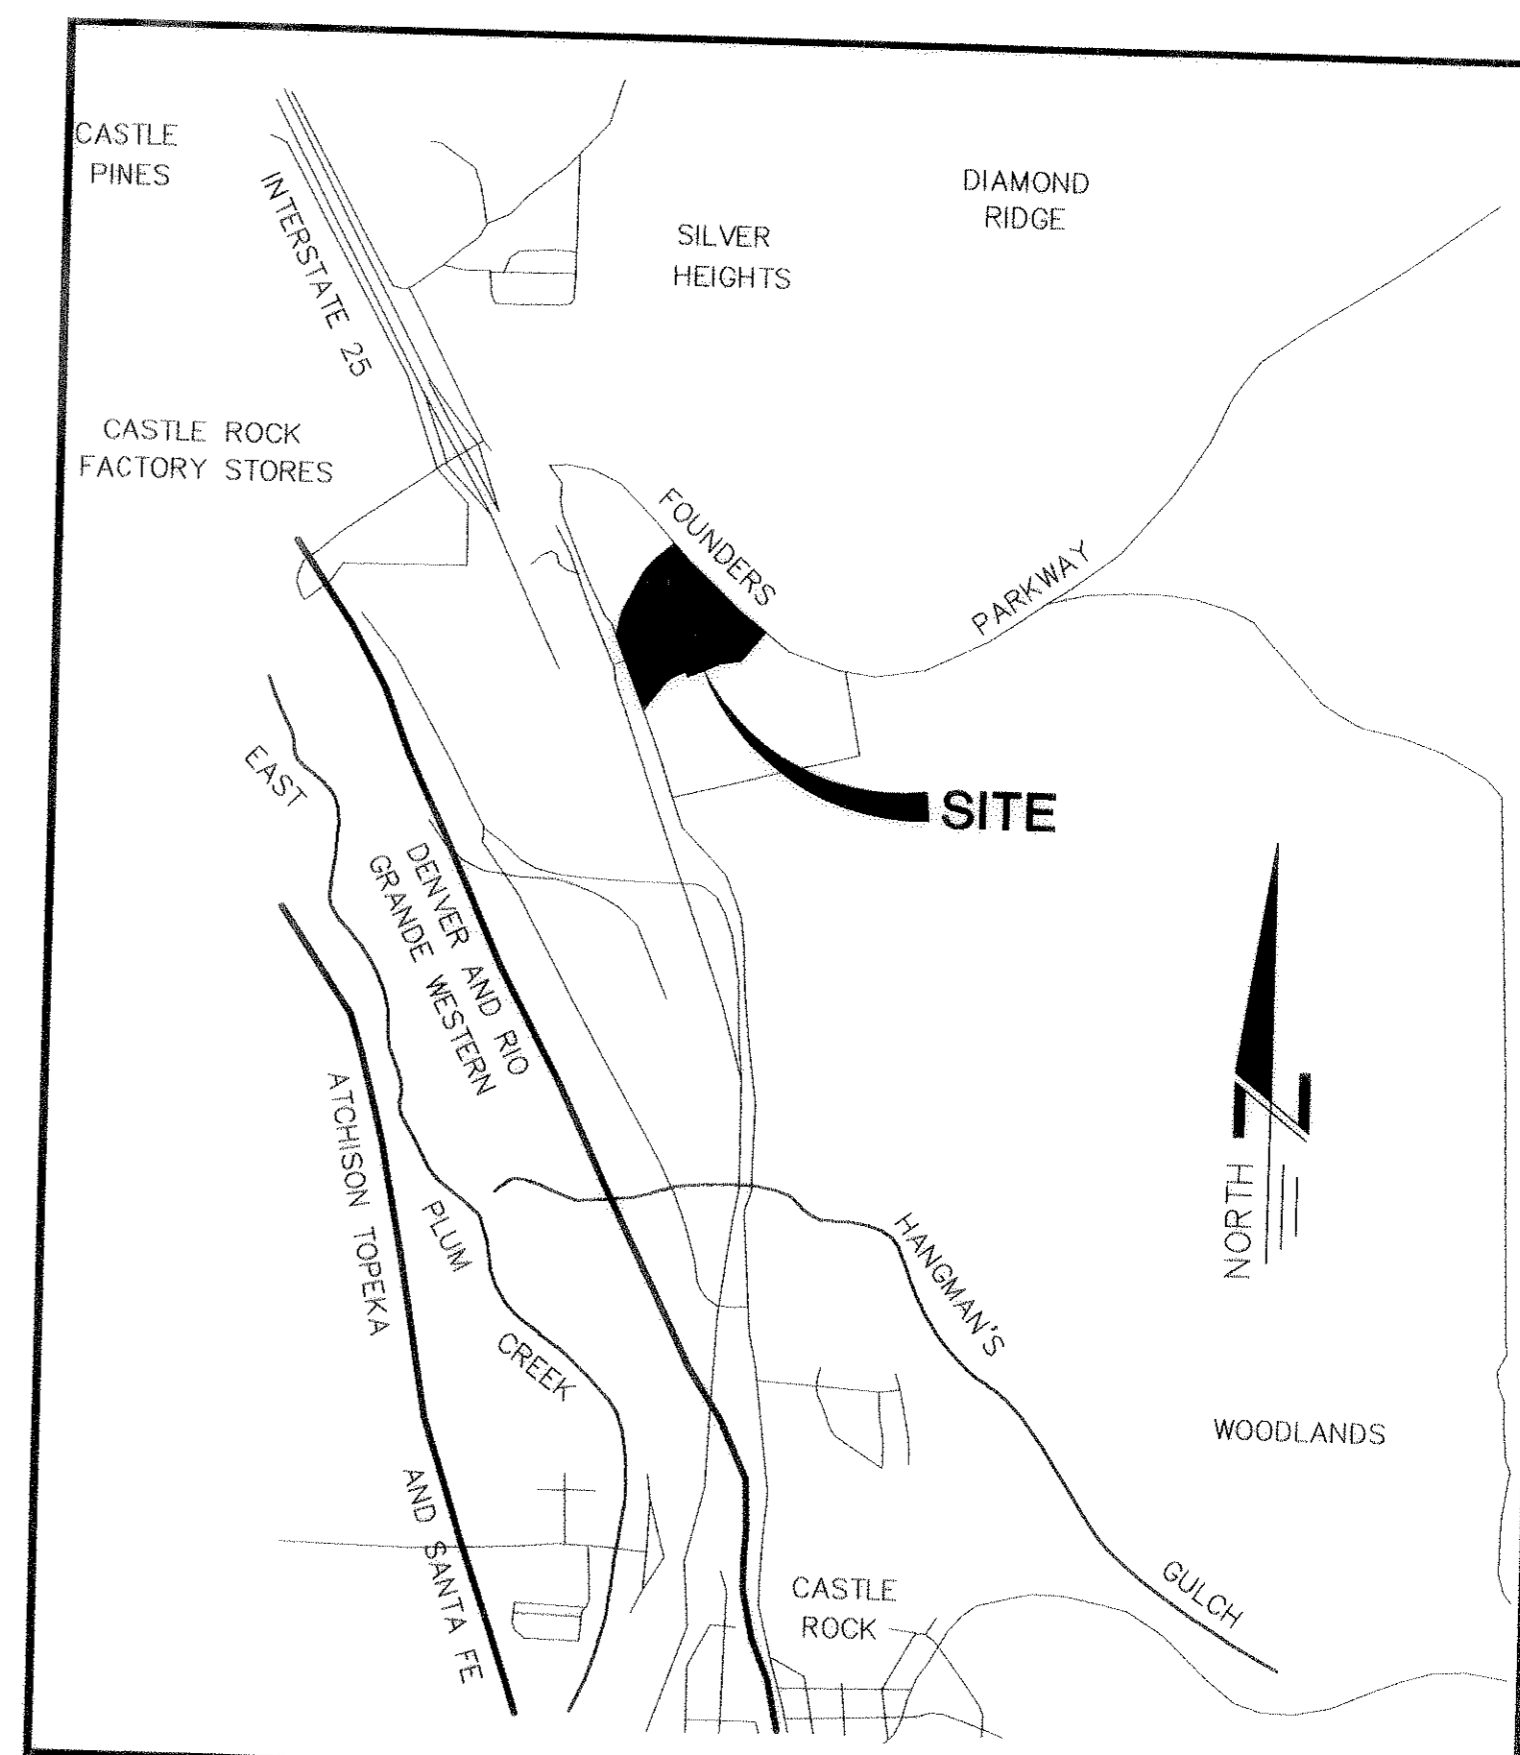 CASTLE
PINES
INTERSTATE 25
SILVER
HEIGHTS
DIAMOND
RIDGE
CASTLE ROCK
FACTORY STORES
FOUNDERS
PARKWAY
SITE
EAST
PLUM
CREEK
DENVER AND RIO
GRANDE WESTERN
ATCHISON TOPEKA
AND SANTA FE
HANGMAN'S
GULCH
NORTH
WOODLANDS
CASTLE
ROCK